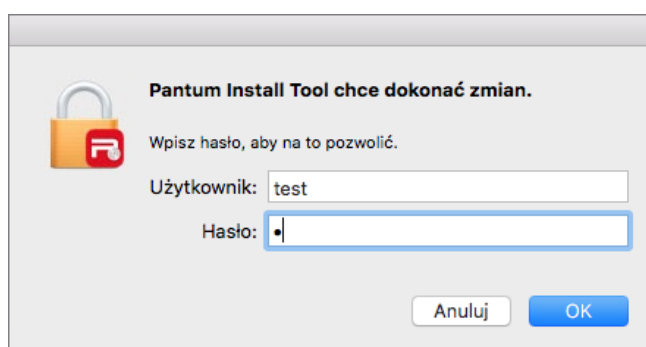 Pantum Install Tool chce dokonać zmian.
Wpisz hasło, aby na to pozwolić.
Użytkownik: test
Hasło: •
Anuluj OK